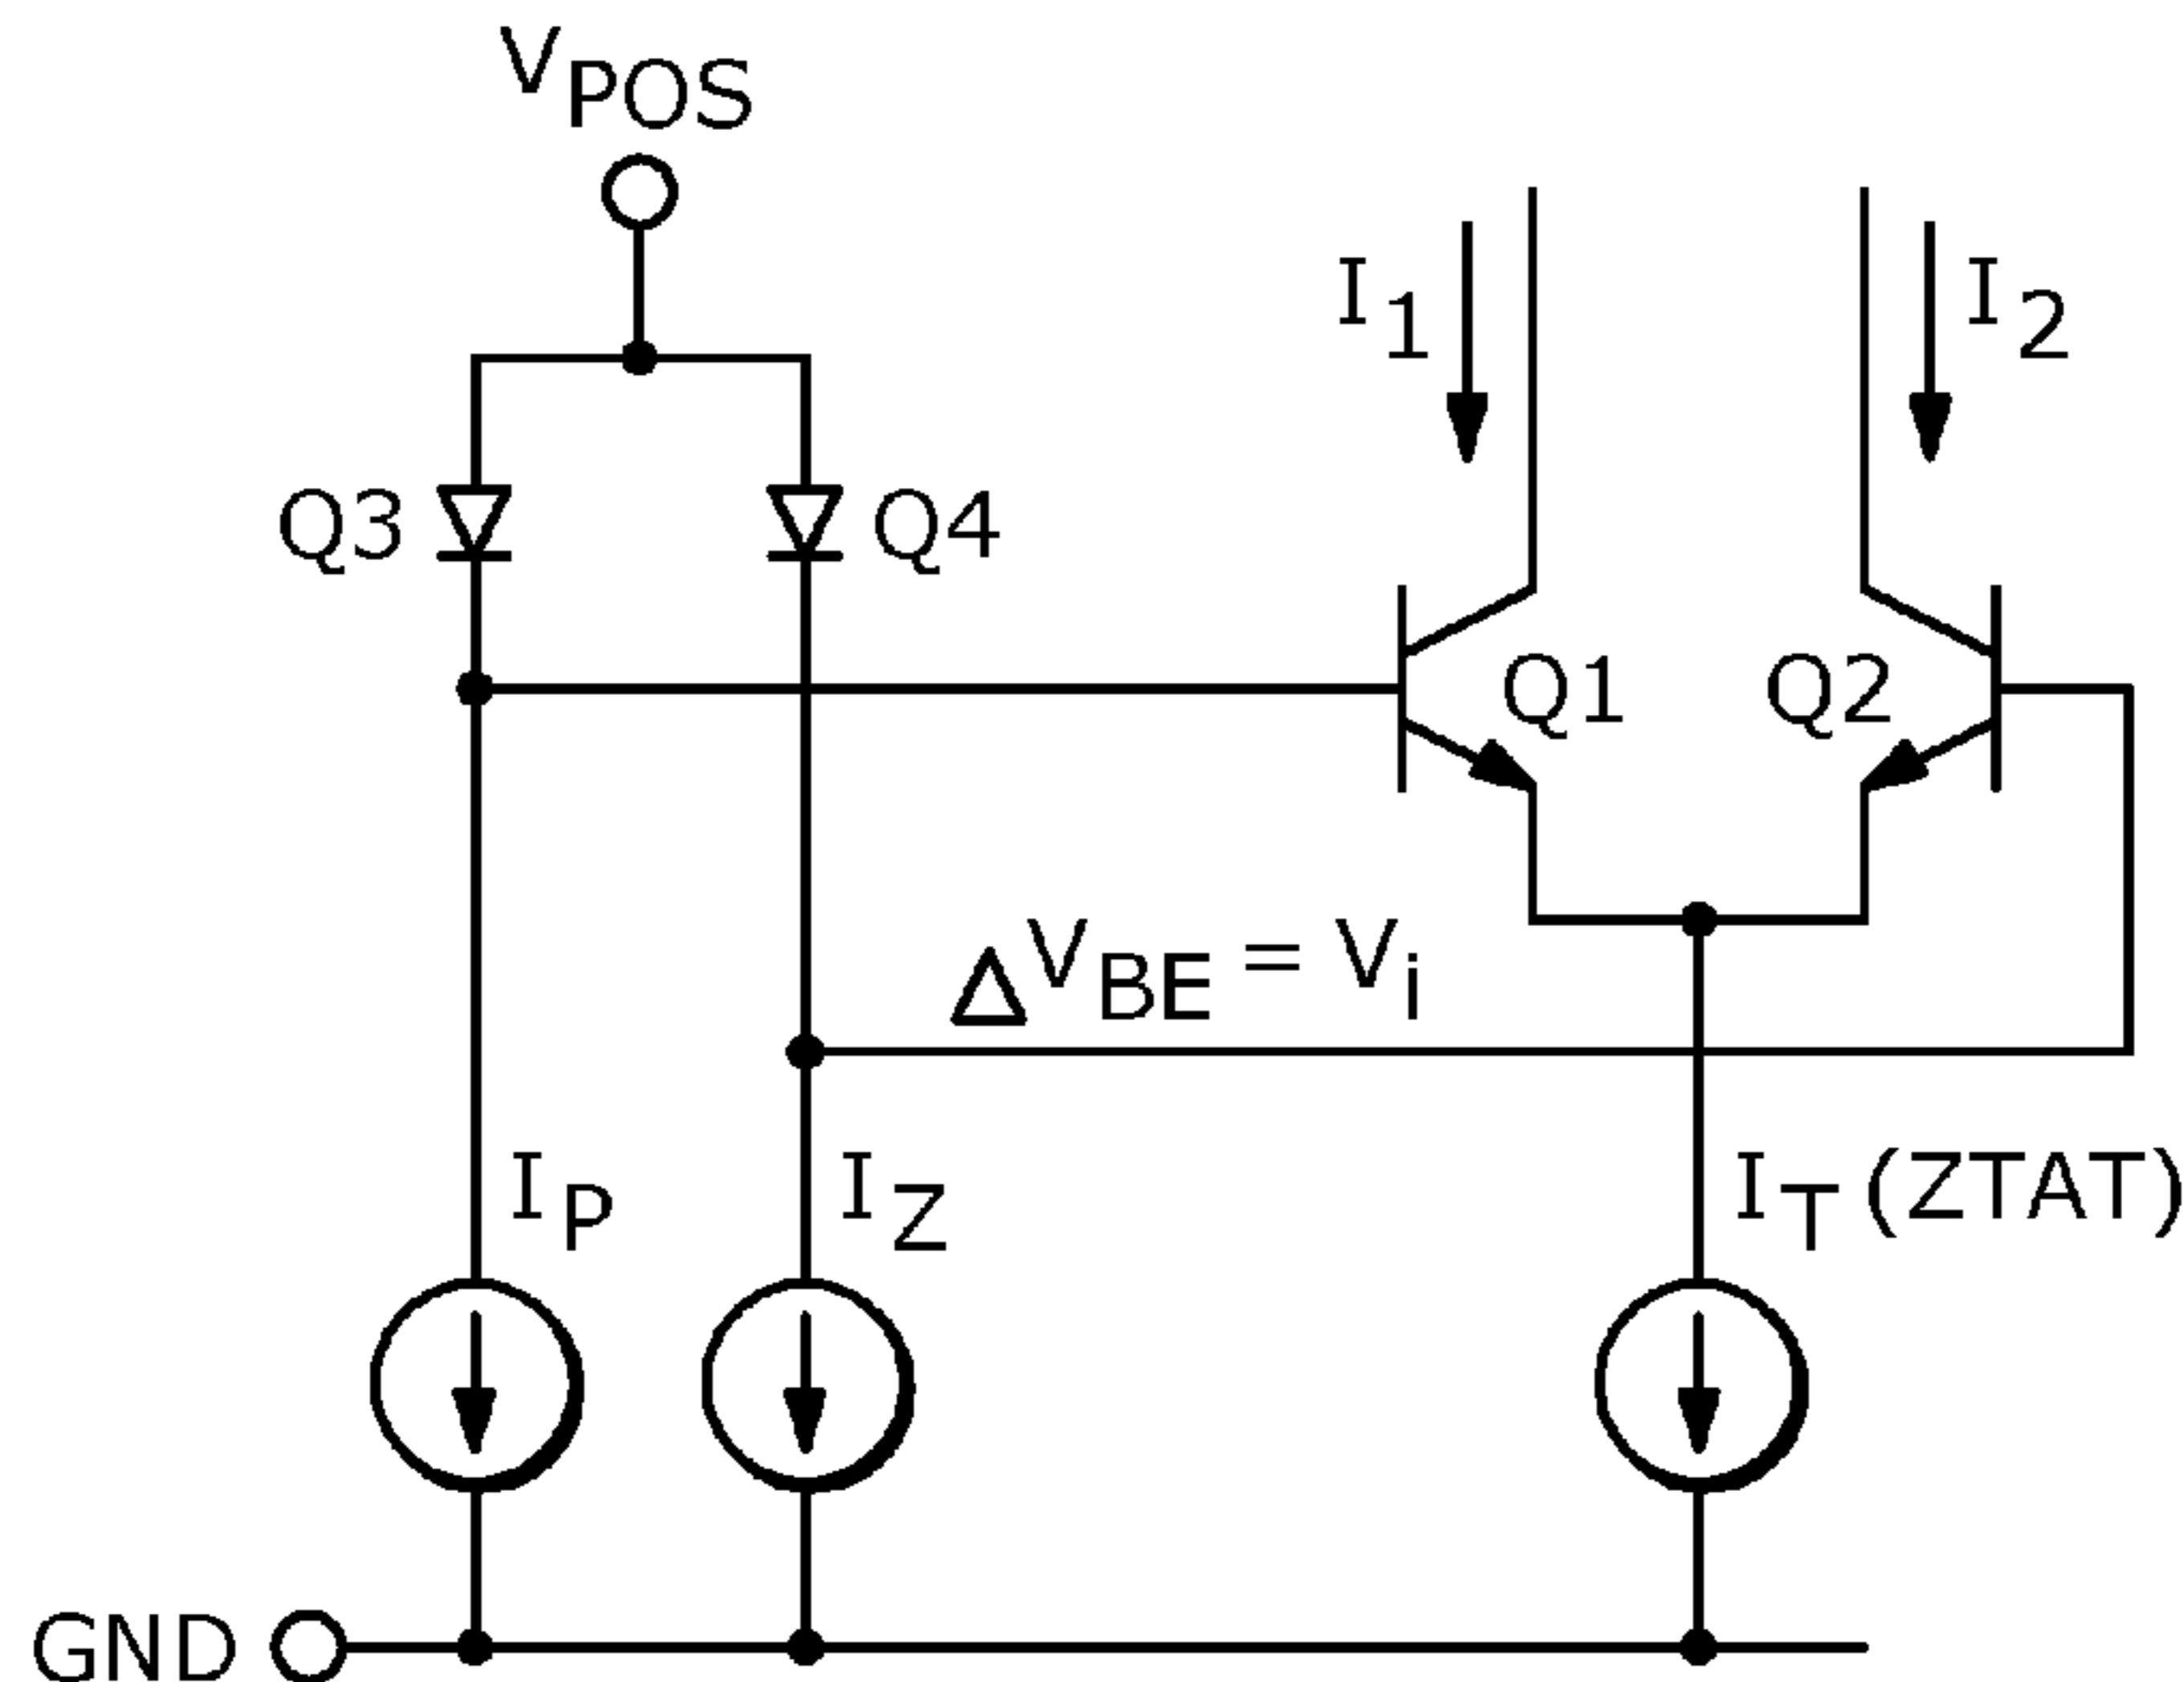 VPOS
I1
I2
Q3
Q4
Q1
Q2
ΔVBE = Vi
IP
IZ
IT (ZTAT)
GND